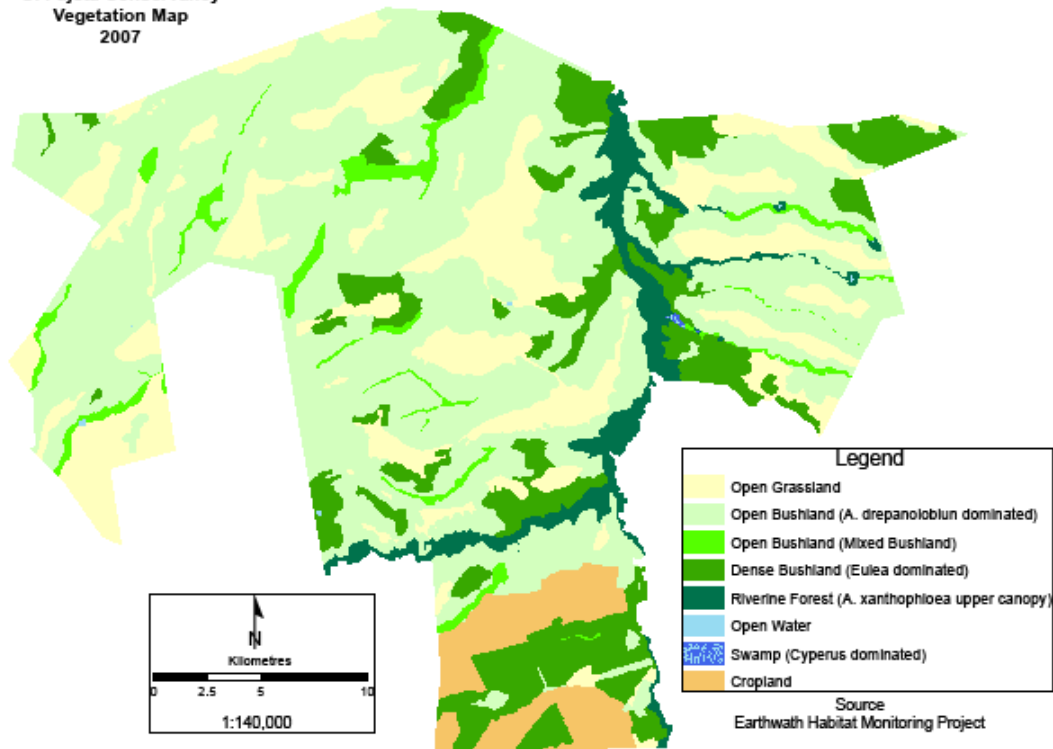 Vegetation Map
2007
Legend
Open Grassland
Open Bushland (A. drepanoloblun dominated)
Open Bushland (Mixed Bushland)
Dense Bushland (Eulea dominated)
Riverine Forest (A. xanthophloea upper canopy)
Open Water
Swamp (Cyperus dominated)
Cropland
N
Kilometres
0 2.5 5 10
1:140,000
Source
Earthwath Habitat Monitoring Project